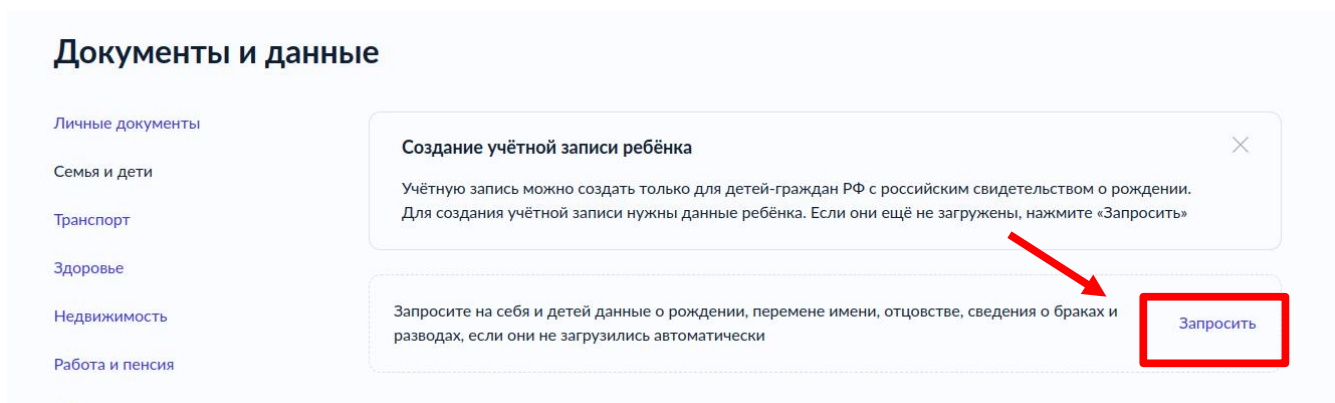 Документы и данные
Личные документы
Семья и дети
Транспорт
Здоровье
Недвижимость
Работа и пенсия
Создание учётной записи ребёнка
Учётную запись можно создать только для детей-граждан РФ с российским свидетельством о рождении.
Для создания учётной записи нужны данные ребёнка. Если они ещё не загружены, нажмите «Запросить»
Запросите на себя и детей данные о рождении, перемене имени, отцовстве, сведения о браках и
разводах, если они не загрузились автоматически
Запросить